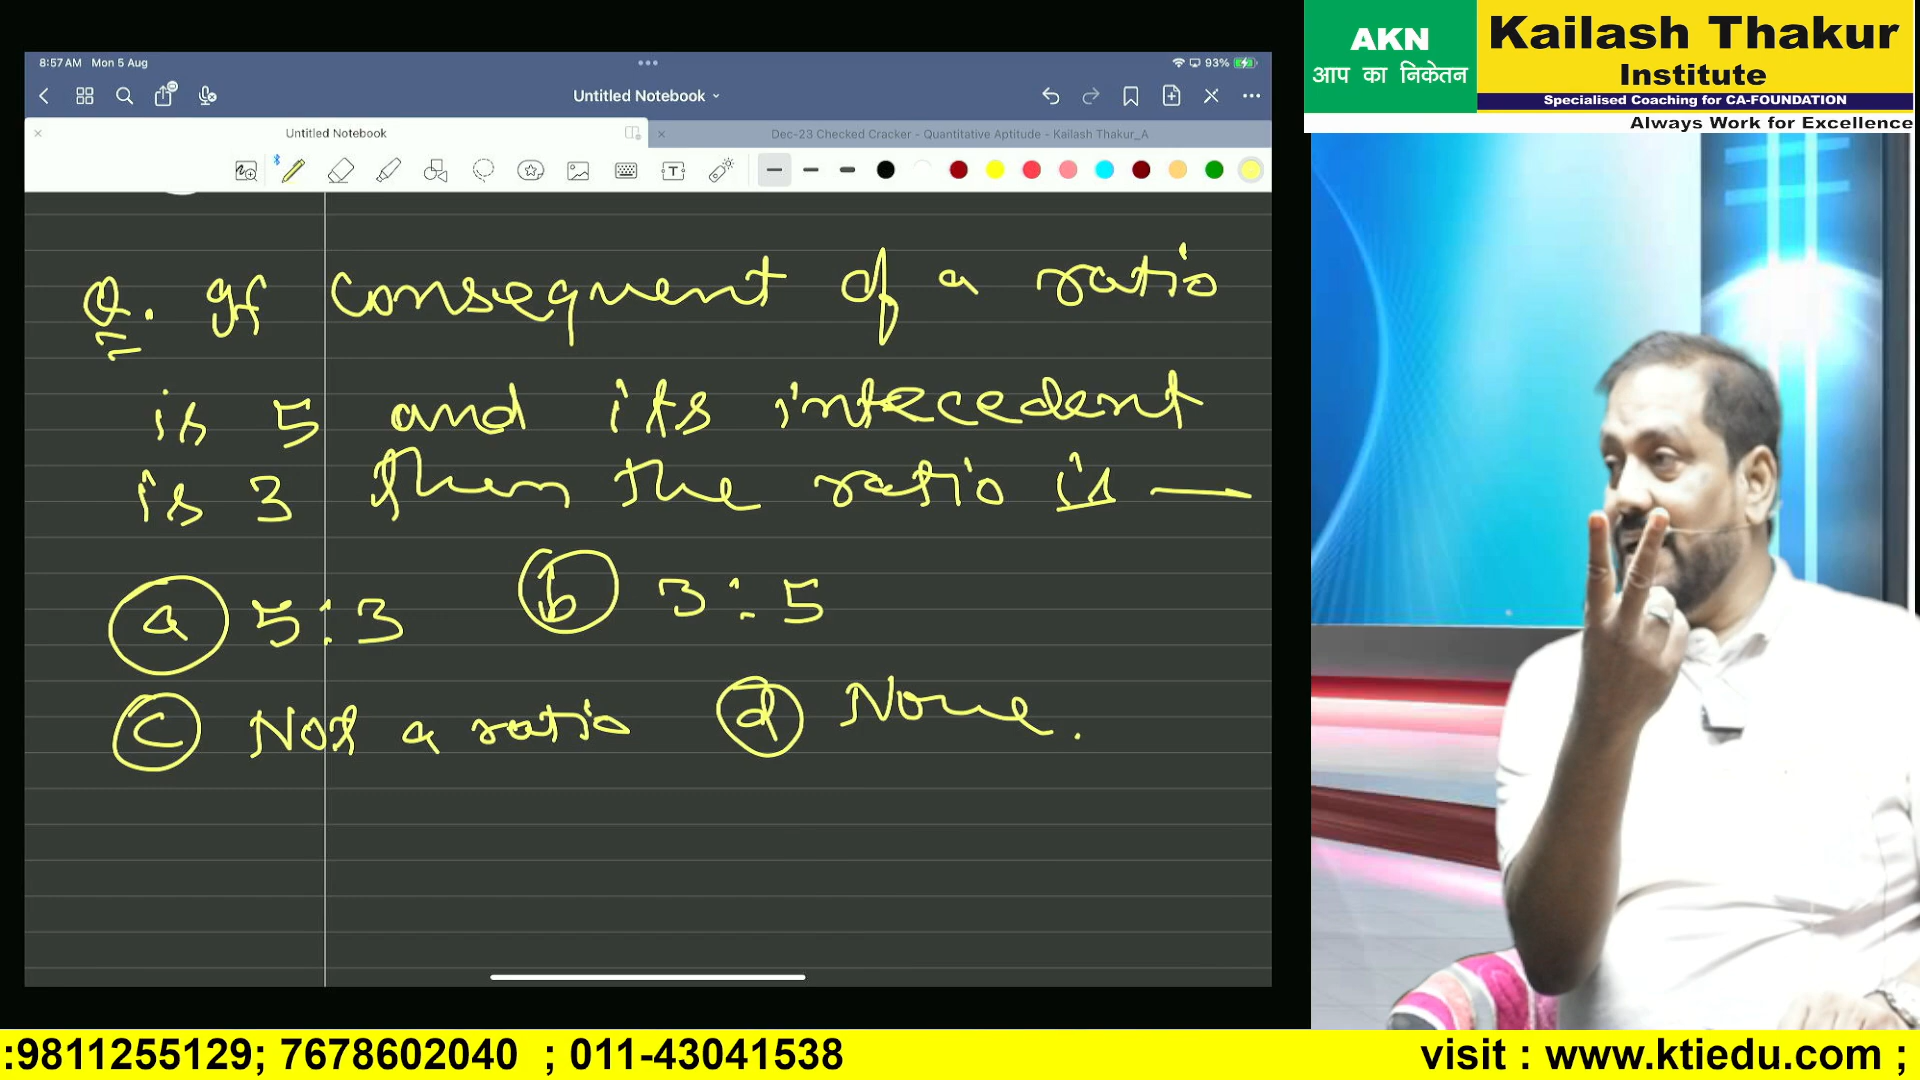 AKN
आप का निकेतन
Kailash Thakur
Institute
Specialised Coaching for CA-FOUNDATION
Always Work for Excellence
8:57 AM Mon 5 Aug
93%
Untitled Notebook
Untitled Notebook
Dec-23 Checked Cracker - Quantitative Aptitude - Kailash Thakur_A
Q. If consequent of a ratio
is 5 and its intecedent
is 3 then the ratio is —
(a) 5:3 (b) 3:5
(c) Not a ratio (d) None.
:9811255129; 7678602040 ; 011-43041538
visit : www.ktiedu.com ;